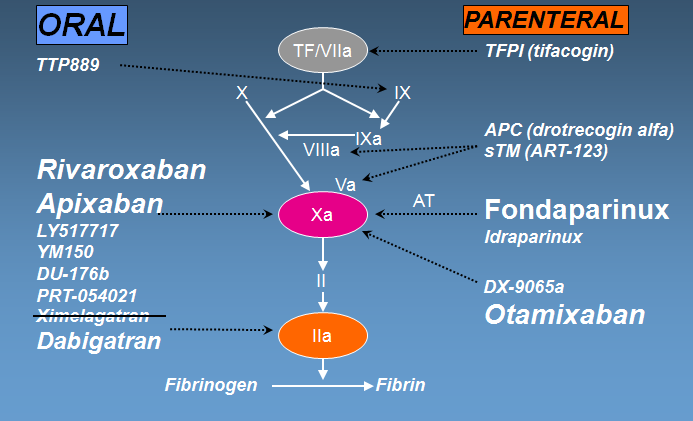 ORAL
PARENTERAL
TF/VIIa
TFPI (tifacogin)
TTP889
X
IX
IXa
VIIIa
APC (drotrecogin alfa)
sTM (ART-123)
Va
Rivaroxaban
Apixaban
Xa
AT
Fondaparinux
Idraparinux
LY517717
YM150
DU-176b
PRT-054021
Ximelagatran
Dabigatran
II
DX-9065a
Otamixaban
IIa
Fibrinogen
Fibrin